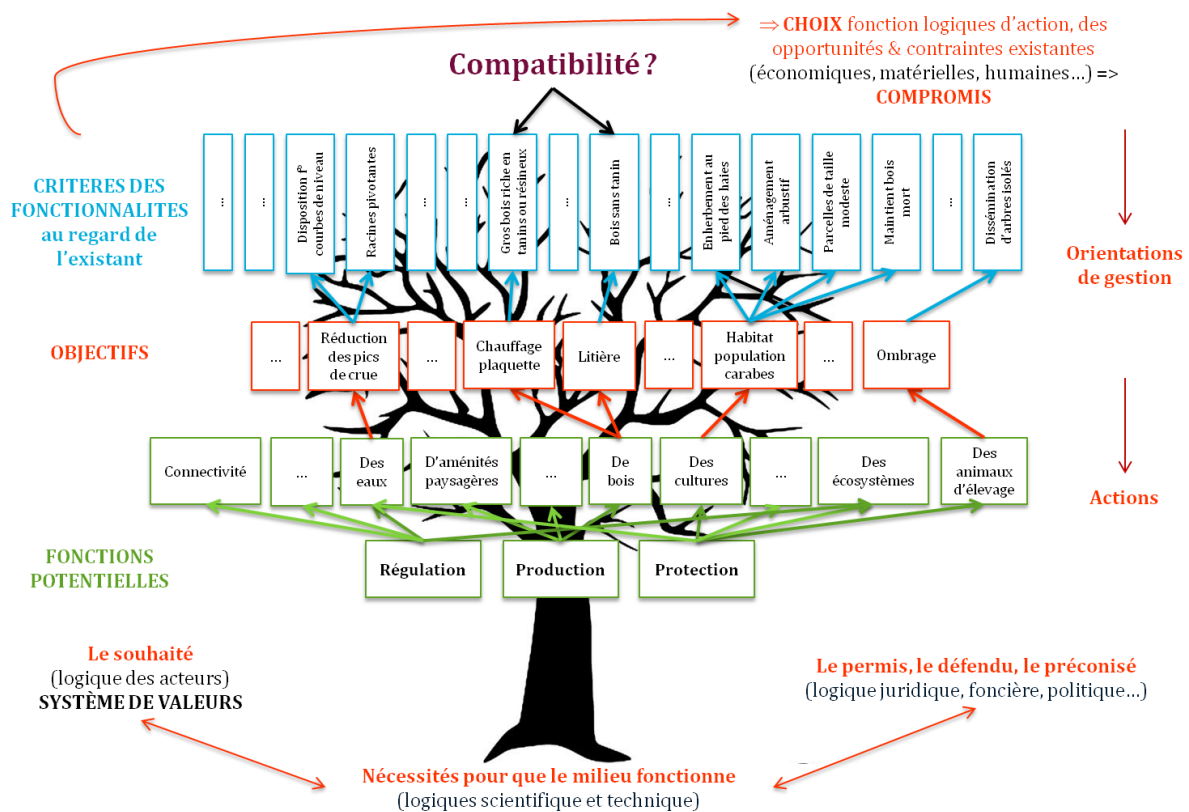 ⇒ CHOIX fonction logiques d'action, des
opportunités & contraintes existantes
(économiques, matérielles, humaines…) =>
COMPROMIS
Compatibilité ?
CRITERES DES
FONCTIONNALITES
au regard de
l'existant
...
...
Disposition f°
courbes de niveau
Racines pivotantes
...
...
Gros bois riche en
tanins ou résineux
...
Bois sans tanin
...
Enherbement au
pied des haies
Aménagement
arbustif
Parcelles de taille
modeste
Maintient bois
mort
...
Dissémination
d'arbres isolés
Orientations
de gestion
OBJECTIFS
...
Réduction
des pics
de crue
...
Chauffage
plaquette
Litière
...
Habitat
population
carabes
...
Ombrage
Connectivité
...
Des
eaux
D'aménités
paysagères
...
De
bois
Des
cultures
...
Des
écosystèmes
Des
animaux
d'élevage
Actions
FONCTIONS
POTENTIELLES
Régulation
Production
Protection
Le souhaité
(logique des acteurs)
SYSTÈME DE VALEURS
Le permis, le défendu, le préconisé
(logique juridique, foncière, politique…)
Nécessités pour que le milieu fonctionne
(logiques scientifique et technique)